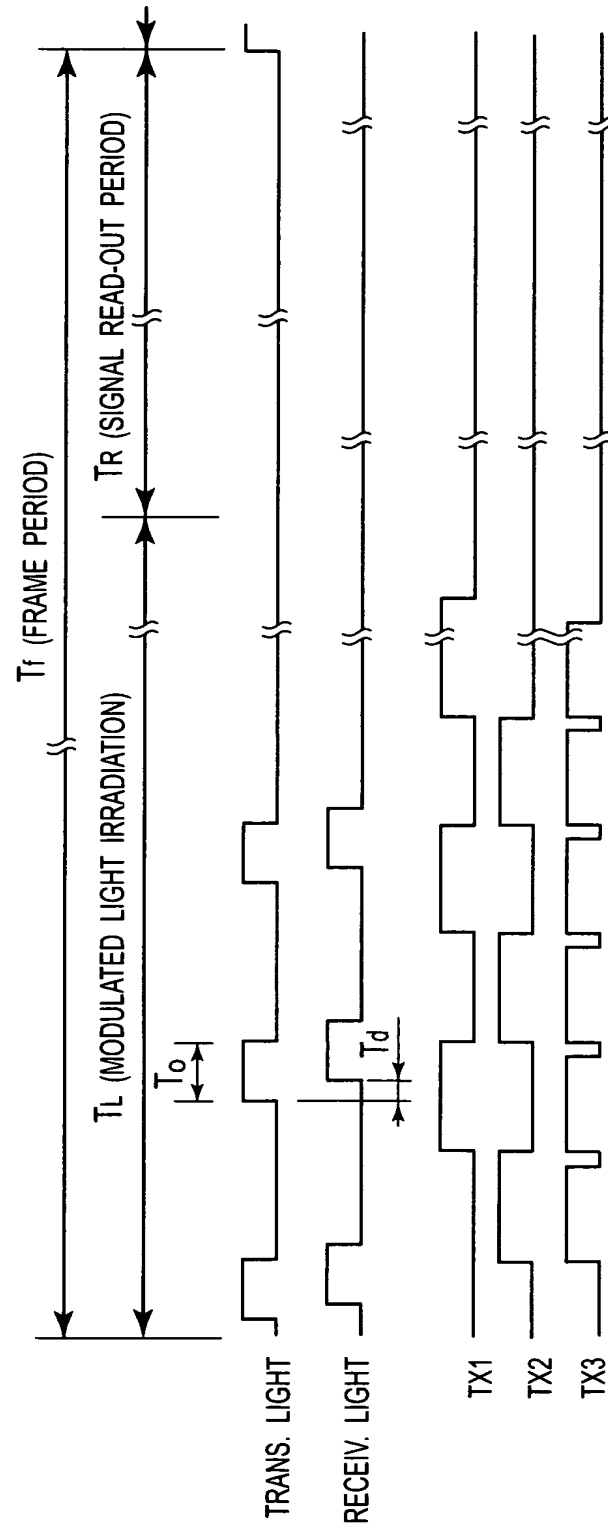 Tf (FRAME PERIOD)
TL (MODULATED LIGHT IRRADIATION)
TR (SIGNAL READ-OUT PERIOD)
To
TRANS. LIGHT
RECEIV. LIGHT
Td
TX1
TX2
TX3